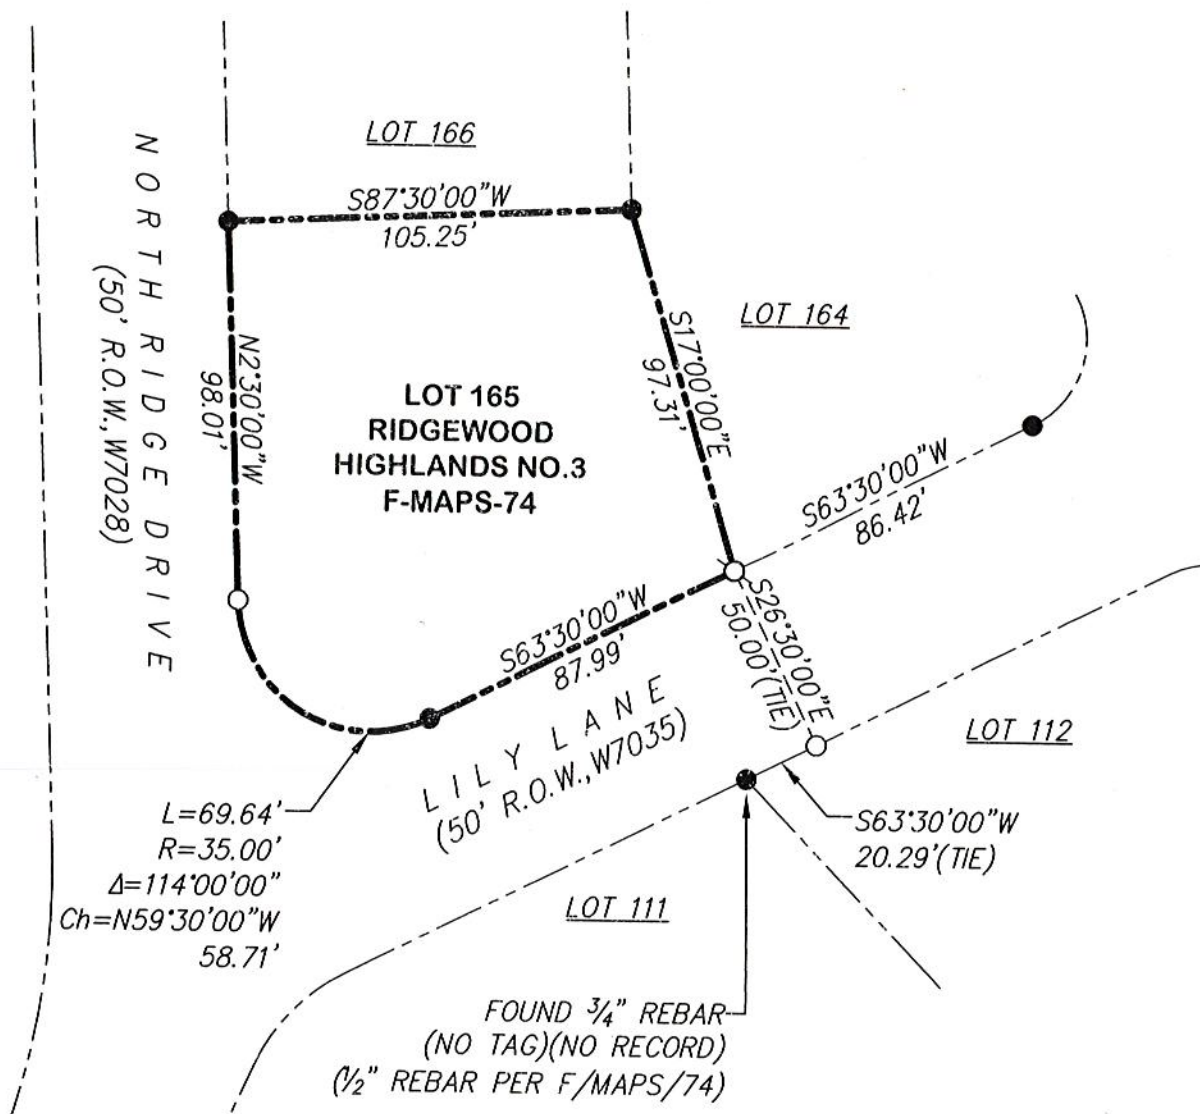 LOT 166
S87°30'00"W
105.25'
NORTH RIDGE DRIVE
(50' R.O.W.,W7028)
N2°30'00"W
98.01'
LOT 165
RIDGEWOOD
HIGHLANDS NO.3
F-MAPS-74
S17°00'00"E
97.31'
LOT 164
S63°30'00"W
86.42'
S63°30'00"W
87.99'
S26°30'00"E
50.00'(TIE)
LILY LANE
(50' R.O.W.,W7035)
LOT 112
S63°30'00"W
20.29'(TIE)
L=69.64'
R=35.00'
Δ=114°00'00"
Ch=N59°30'00"W
58.71'
LOT 111
FOUND 3/4" REBAR
(NO TAG)(NO RECORD)
(1/2" REBAR PER F/MAPS/74)